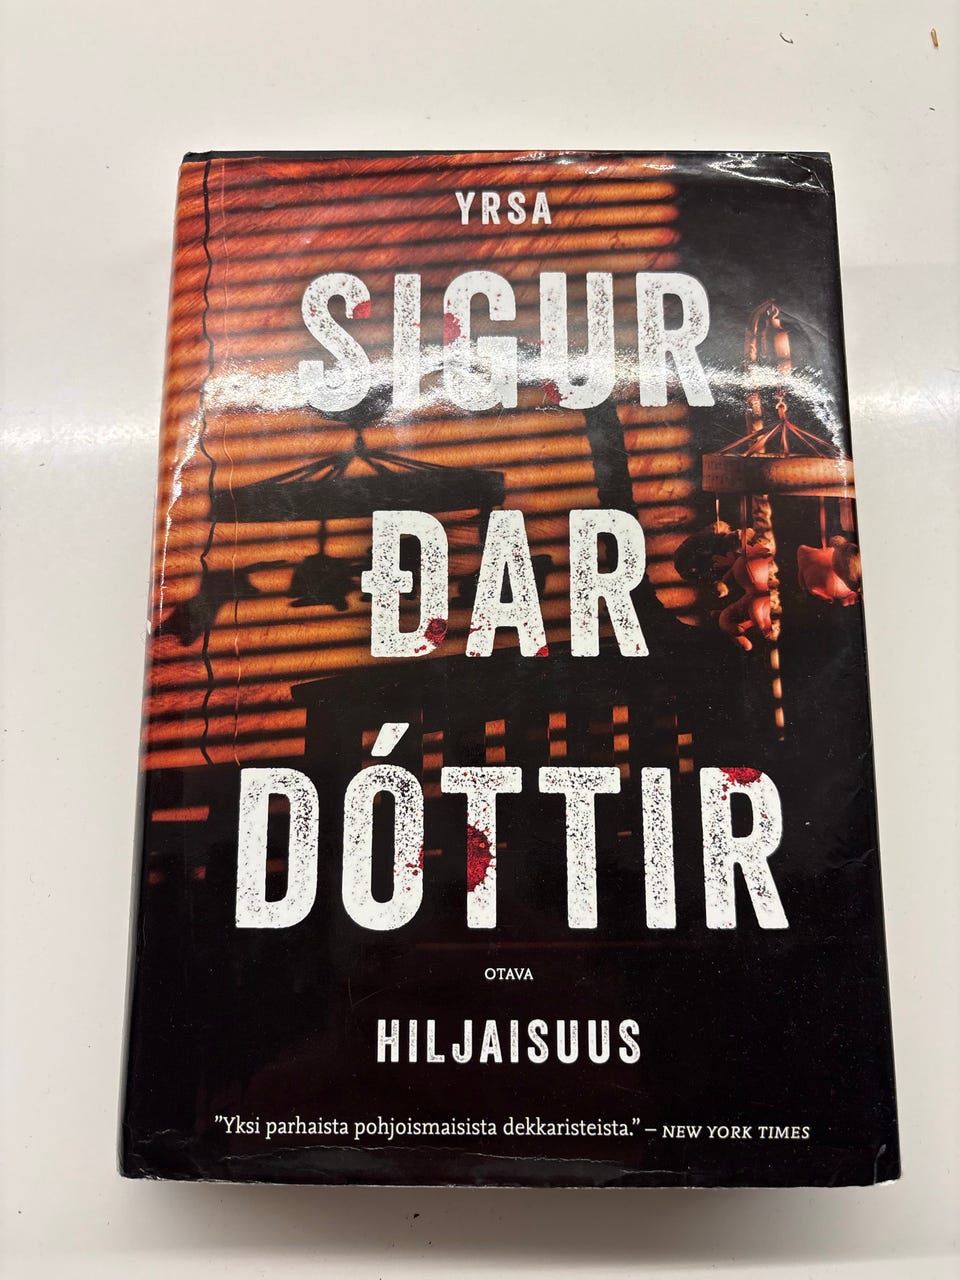 YRSA
SIGUR
ÐAR
DÓTTIR
OTAVA
HILJAISUUS
”Yksi parhaista pohjoismaisista dekkaristeista.” – NEW YORK TIMES